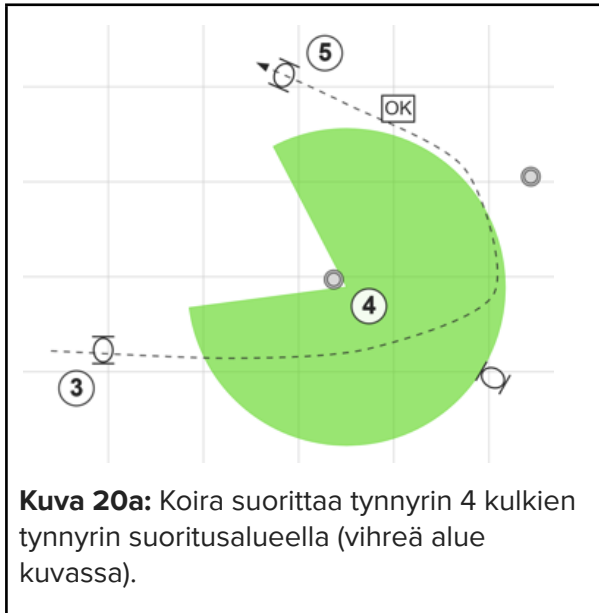 5
OK
4
3
Kuva 20a: Koira suorittaa tynnyrin 4 kulkien
tynnyrin suoritusalueella (vihreä alue
kuvassa).